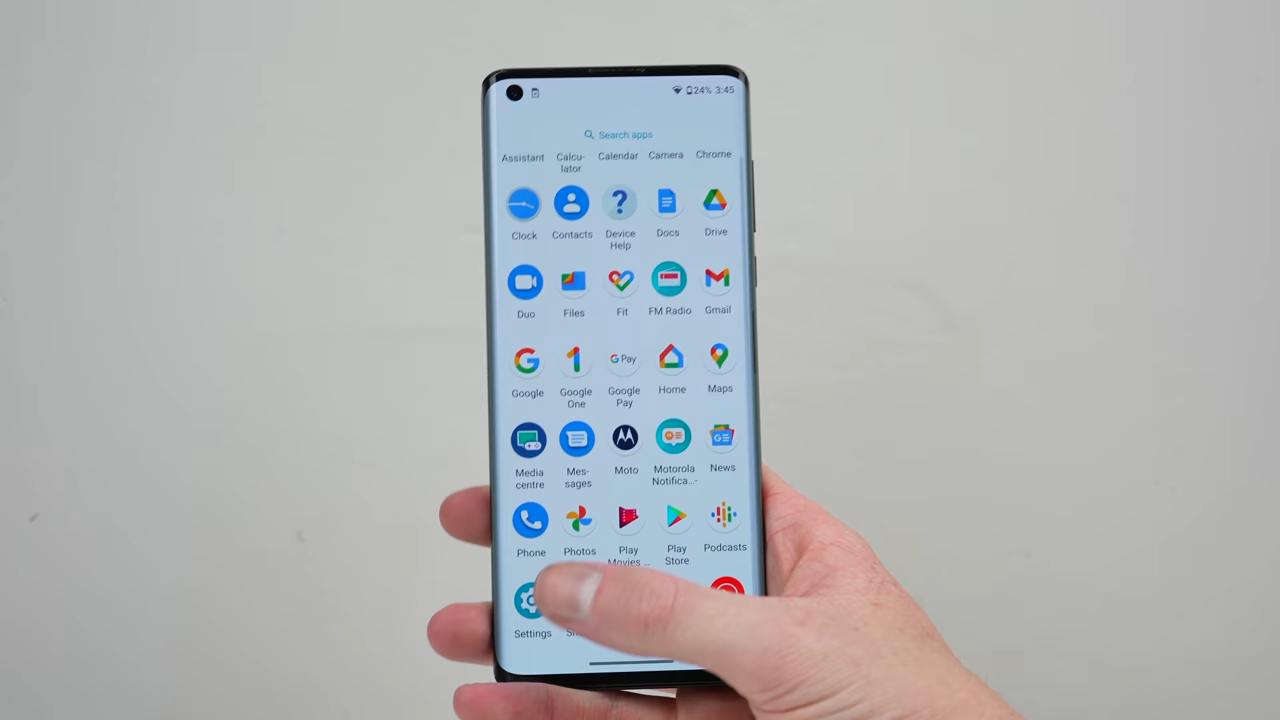 24% 3:45
Search apps
Assistant Calcu- Calendar Camera Chrome
lator
Clock Contacts Device Docs Drive
Help
Duo Files Fit FM Radio Gmail
G Pay
Google Google Google Home Maps
One Pay
GE
Media Mes- Moto Motorola News
centre sages Notifica...
Phone Photos Play Play Podcasts
Movies ... Store
Settings